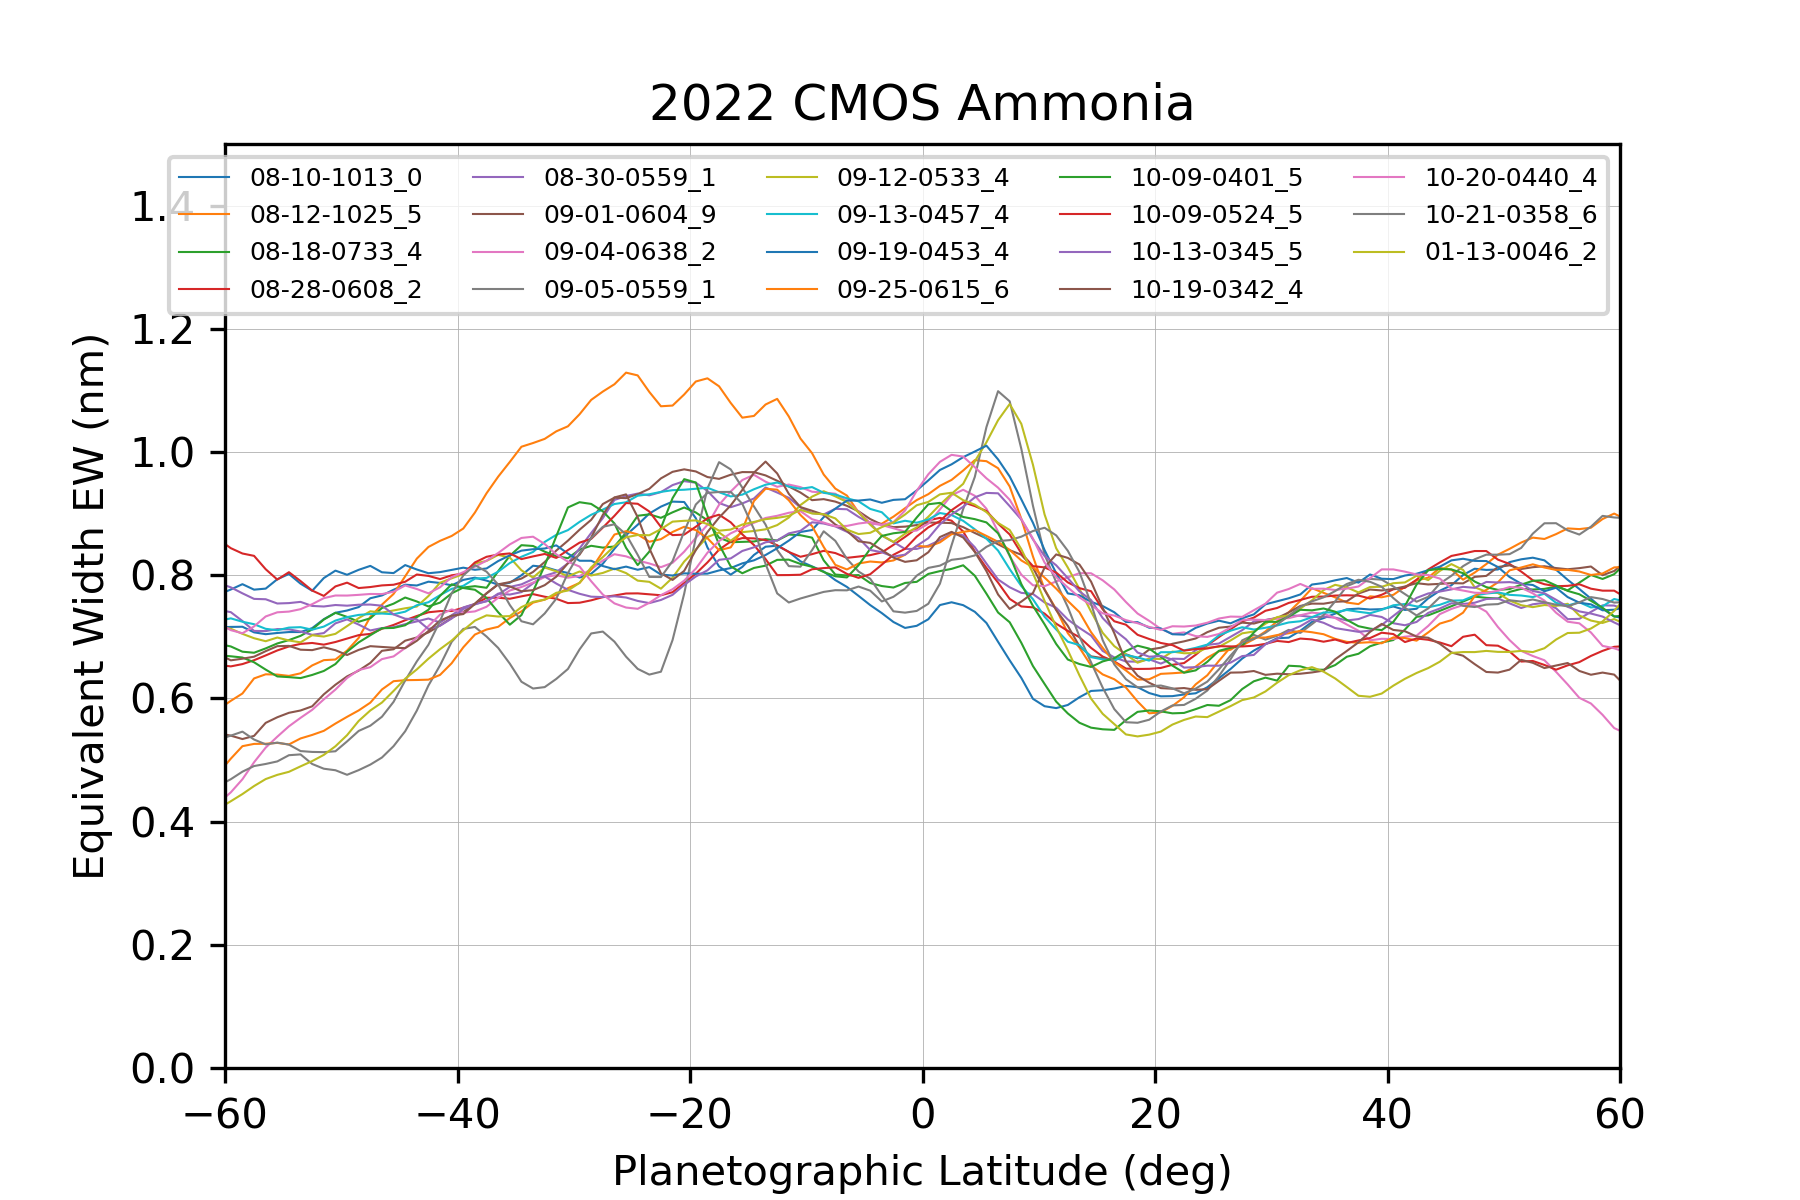 2022 CMOS Ammonia
08-10-1013_0 08-30-0559_1 09-12-0533_4 10-09-0401_5 10-20-0440_4
08-12-1025_5 09-01-0604_9 09-13-0457_4 10-09-0524_5 10-21-0358_6
08-18-0733_4 09-04-0638_2 09-19-0453_4 10-13-0345_5 01-13-0046_2
08-28-0608_2 09-05-0559_1 09-25-0615_6 10-19-0342_4
1.4
1.2
1.0
0.8
0.6
0.4
0.2
0.0
Equivalent Width EW (nm)
−60 −40 −20 0 20 40 60
Planetographic Latitude (deg)